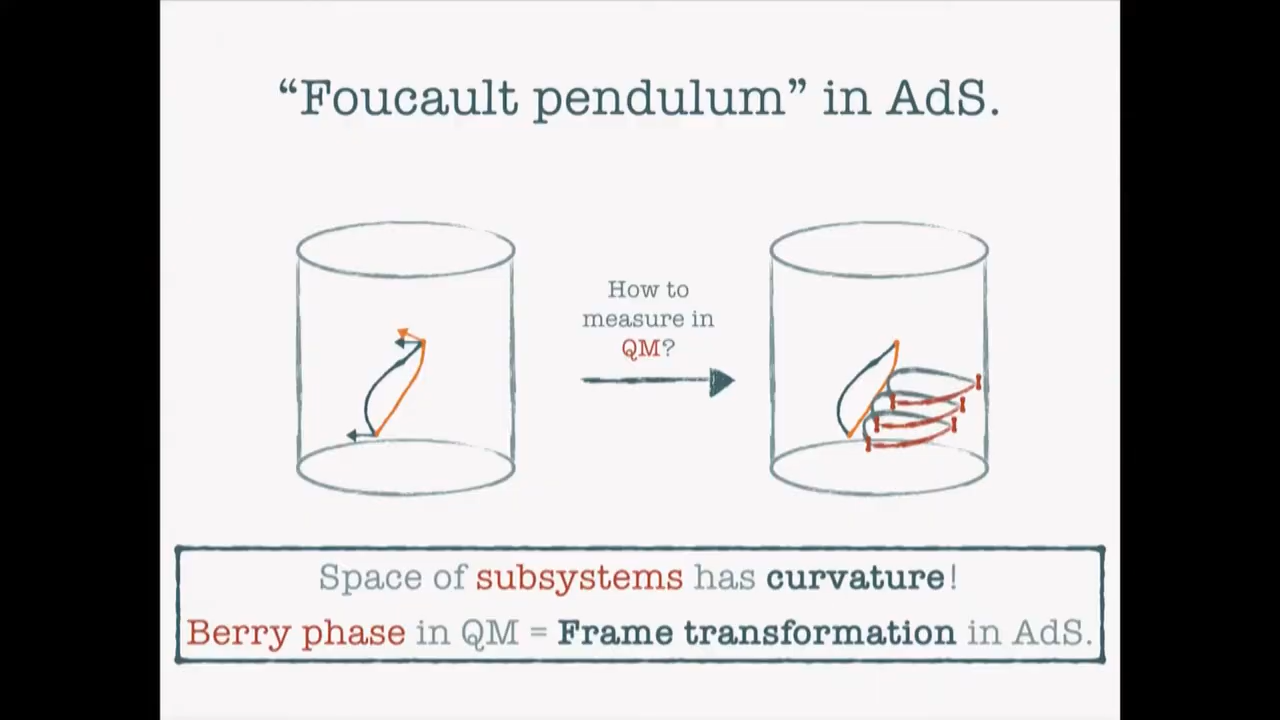 “Foucault pendulum” in AdS.
How to
measure in
QM?
Space of subsystems has curvature!
Berry phase in QM = Frame transformation in AdS.